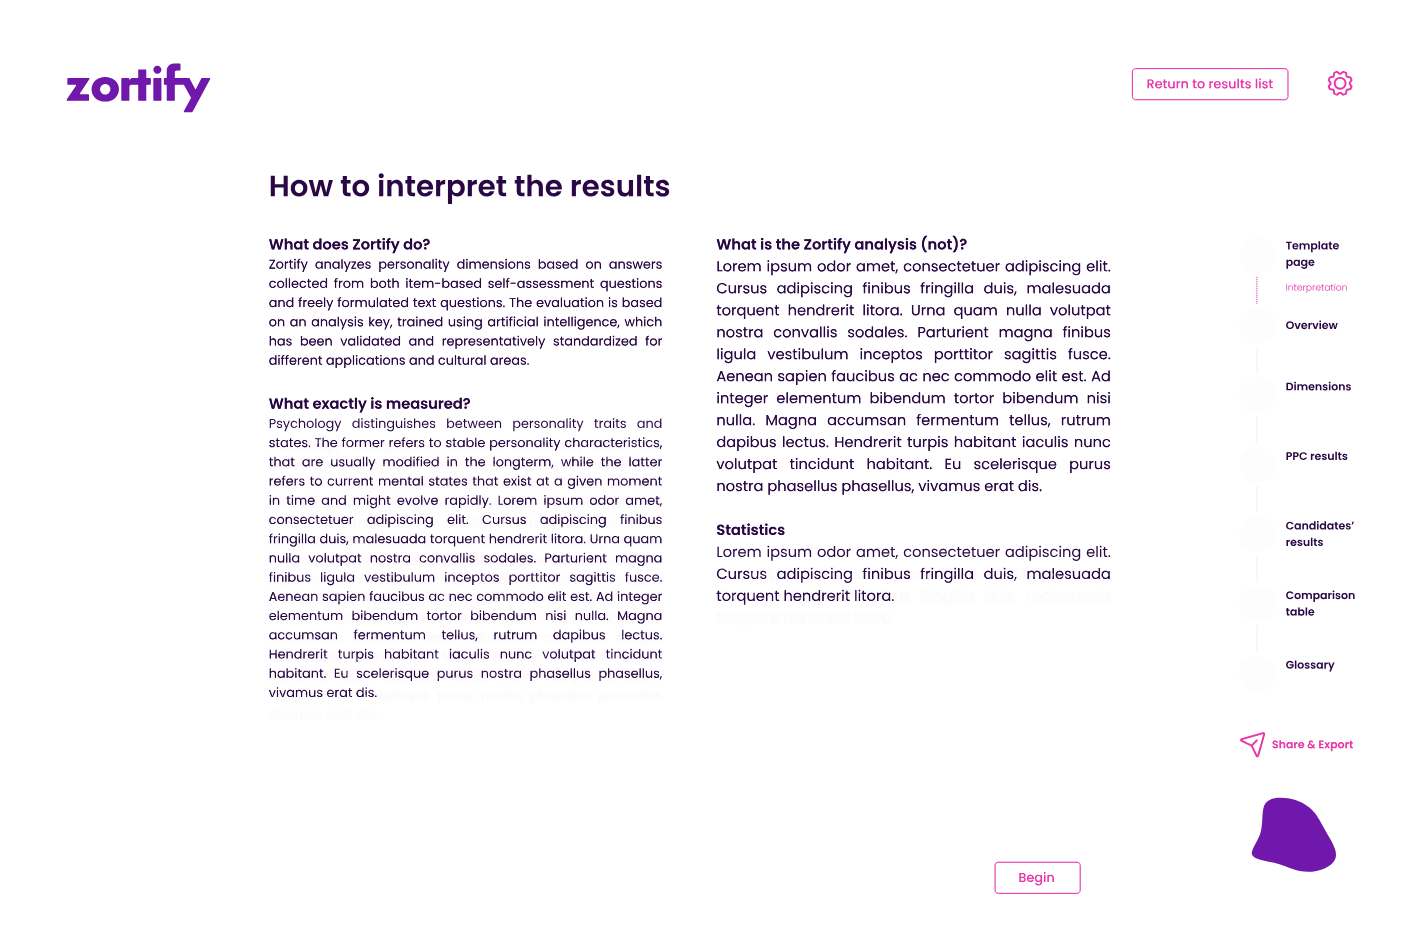 zortify
Return to results list
How to interpret the results
What does Zortify do?
Zortify analyzes personality dimensions based on answers
collected from both item-based self-assessment questions
and freely formulated text questions. The evaluation is based
on an analysis key, trained using artificial intelligence, which
has been validated and representatively standardized for
different applications and cultural areas.
What exactly is measured?
Psychology distinguishes between personality traits and
states. The former refers to stable personality characteristics,
that are usually modified in the longterm, while the latter
refers to current mental states that exist at a given moment
in time and might evolve rapidly. Lorem ipsum odor amet,
consectetuer adipiscing elit. Cursus adipiscing finibus
fringilla duis, malesuada torquent hendrerit litora. Urna quam
nulla volutpat nostra convallis sodales. Parturient magna
finibus ligula vestibulum inceptos porttitor sagittis fusce.
Aenean sapien faucibus ac nec commodo elit est. Ad integer
elementum bibendum tortor bibendum nisi nulla. Magna
accumsan fermentum tellus, rutrum dapibus lectus.
Hendrerit turpis habitant iaculis nunc volutpat tincidunt
habitant. Eu scelerisque purus nostra phasellus phasellus,
vivamus erat dis.
What is the Zortify analysis (not)?
Lorem ipsum odor amet, consectetuer adipiscing elit.
Cursus adipiscing finibus fringilla duis, malesuada
torquent hendrerit litora. Urna quam nulla volutpat
nostra convallis sodales. Parturient magna finibus
ligula vestibulum inceptos porttitor sagittis fusce.
Aenean sapien faucibus ac nec commodo elit est. Ad
integer elementum bibendum tortor bibendum nisi
nulla. Magna accumsan fermentum tellus, rutrum
dapibus lectus. Hendrerit turpis habitant iaculis nunc
volutpat tincidunt habitant. Eu scelerisque purus
nostra phasellus phasellus, vivamus erat dis.
Statistics
Lorem ipsum odor amet, consectetuer adipiscing elit.
Cursus adipiscing finibus fringilla duis, malesuada
torquent hendrerit litora.
Template
page
Interpretation
Overview
Dimensions
PPC results
Candidates’
results
Comparison
table
Glossary
Share & Export
Begin